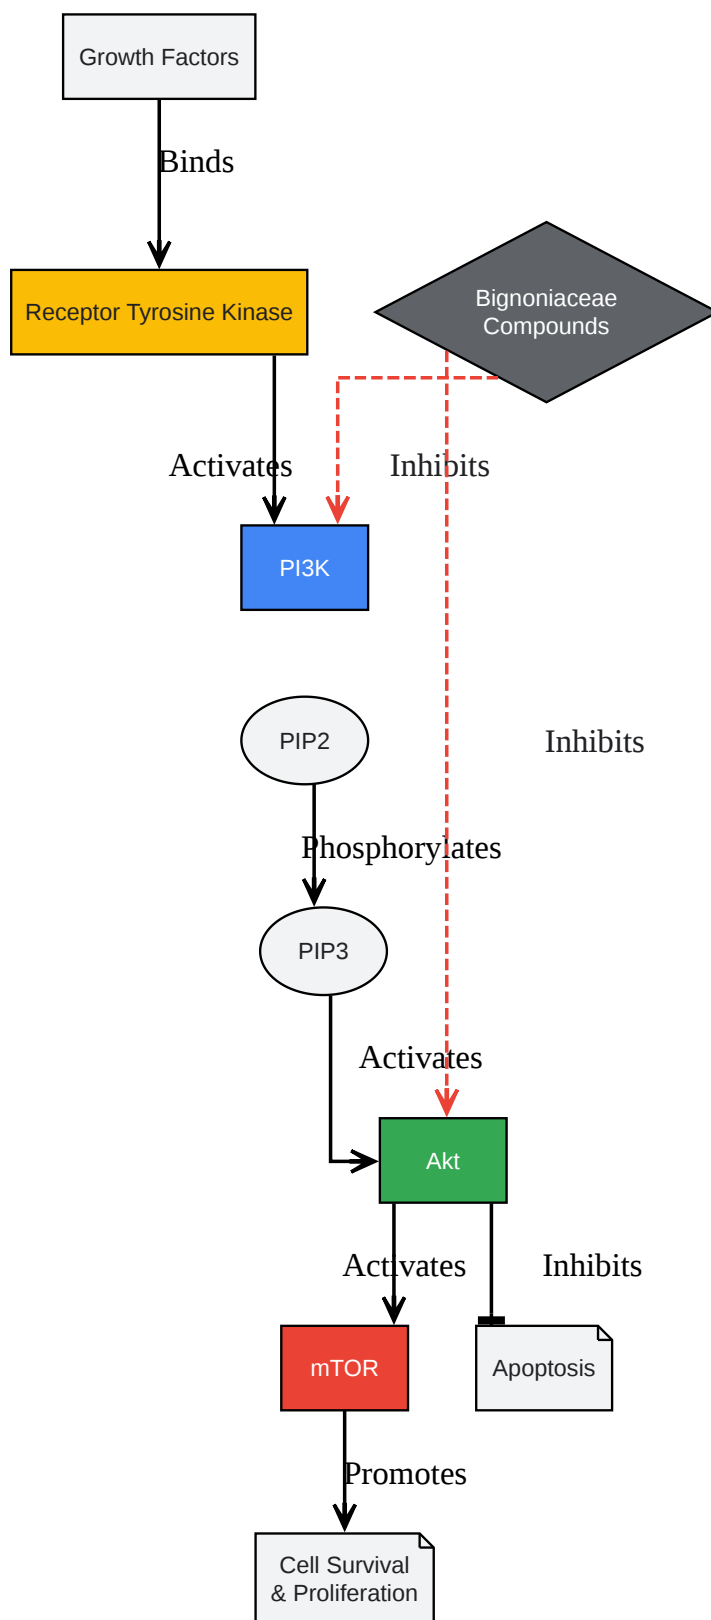 Growth Factors
Binds
Receptor Tyrosine Kinase
Bignoniaceae
Compounds
Activates
Inhibits
PI3K
PIP2
Inhibits
Phosphorylates
PIP3
Activates
Akt
Activates
Inhibits
mTOR
Apoptosis
Promotes
Cell Survival
& Proliferation